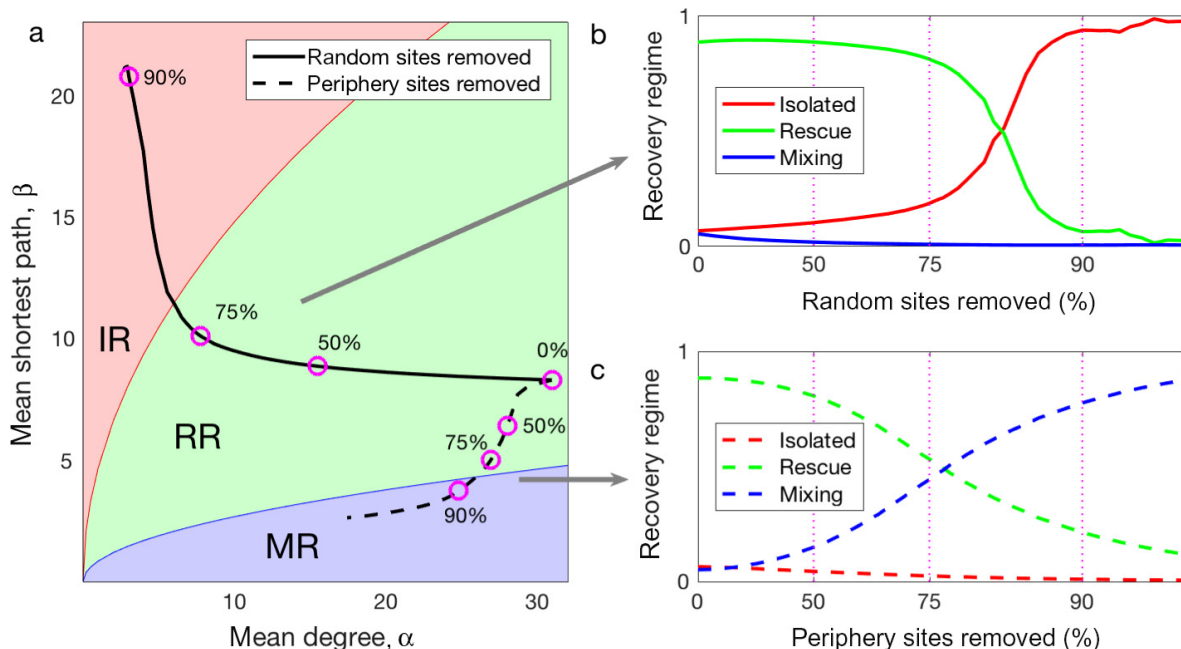 a
Mean shortest path, β
20
15
10
5
10
20
30
Mean degree, α
Random sites removed
Periphery sites removed
90%
75%
50%
0%
50%
75%
90%
IR
RR
MR
b
Recovery regime
1
0
Isolated
Rescue
Mixing
0
50
75
90
Random sites removed (%)
c
Recovery regime
1
0
Isolated
Rescue
Mixing
0
50
75
90
Periphery sites removed (%)